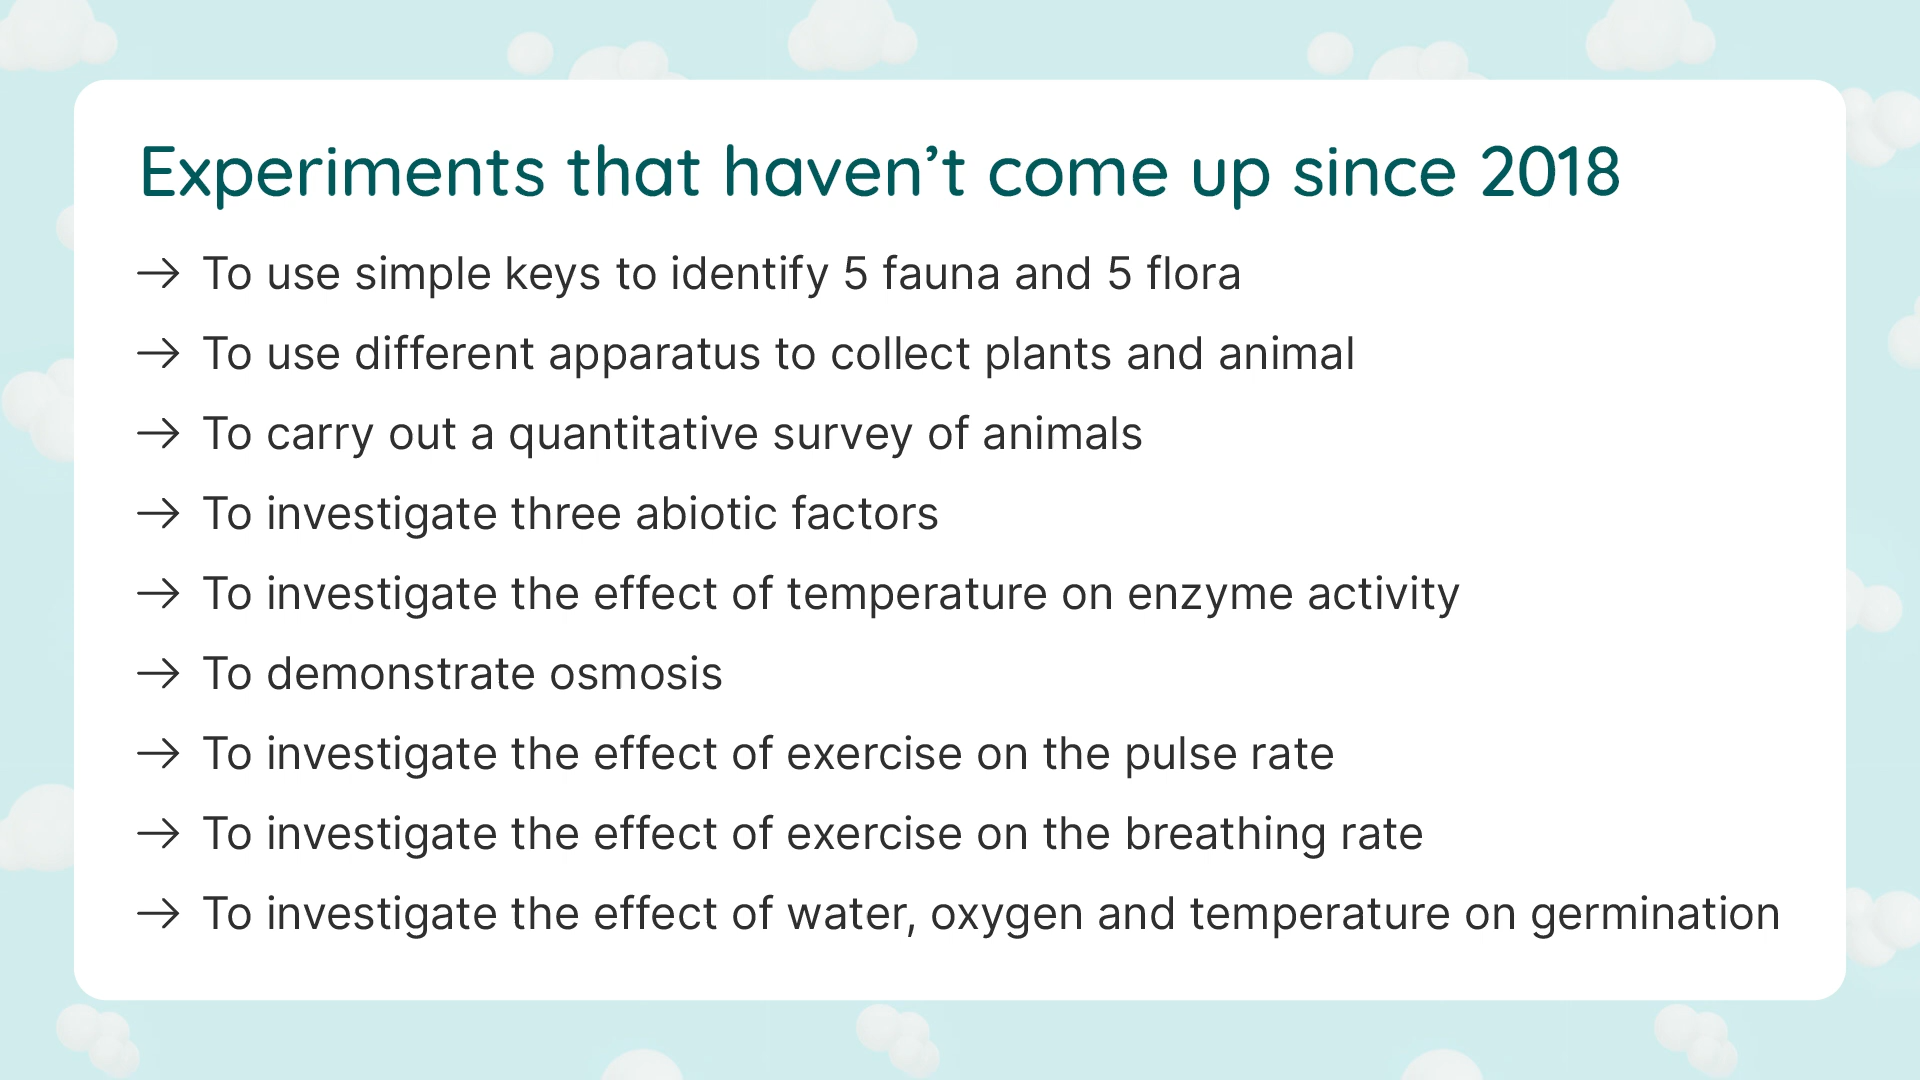 Experiments that haven’t come up since 2018
→ To use simple keys to identify 5 fauna and 5 flora
→ To use different apparatus to collect plants and animal
→ To carry out a quantitative survey of animals
→ To investigate three abiotic factors
→ To investigate the effect of temperature on enzyme activity
→ To demonstrate osmosis
→ To investigate the effect of exercise on the pulse rate
→ To investigate the effect of exercise on the breathing rate
→ To investigate the effect of water, oxygen and temperature on germination